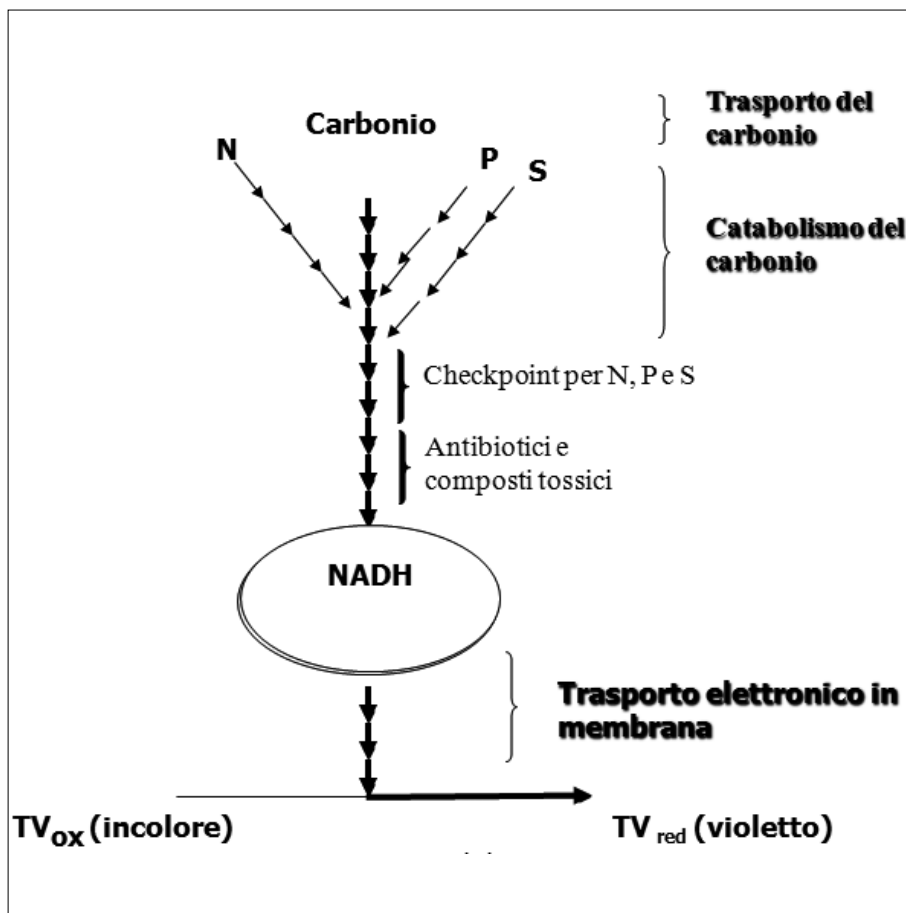 Trasporto del
carbonio
Carbonio
N
P
S
Catabolismo del
carbonio
Checkpoint per N, P e S
Antibiotici e
composti tossici
NADH
Trasporto elettronico in
membrana
TVox (incolore)
TV red (violetto)